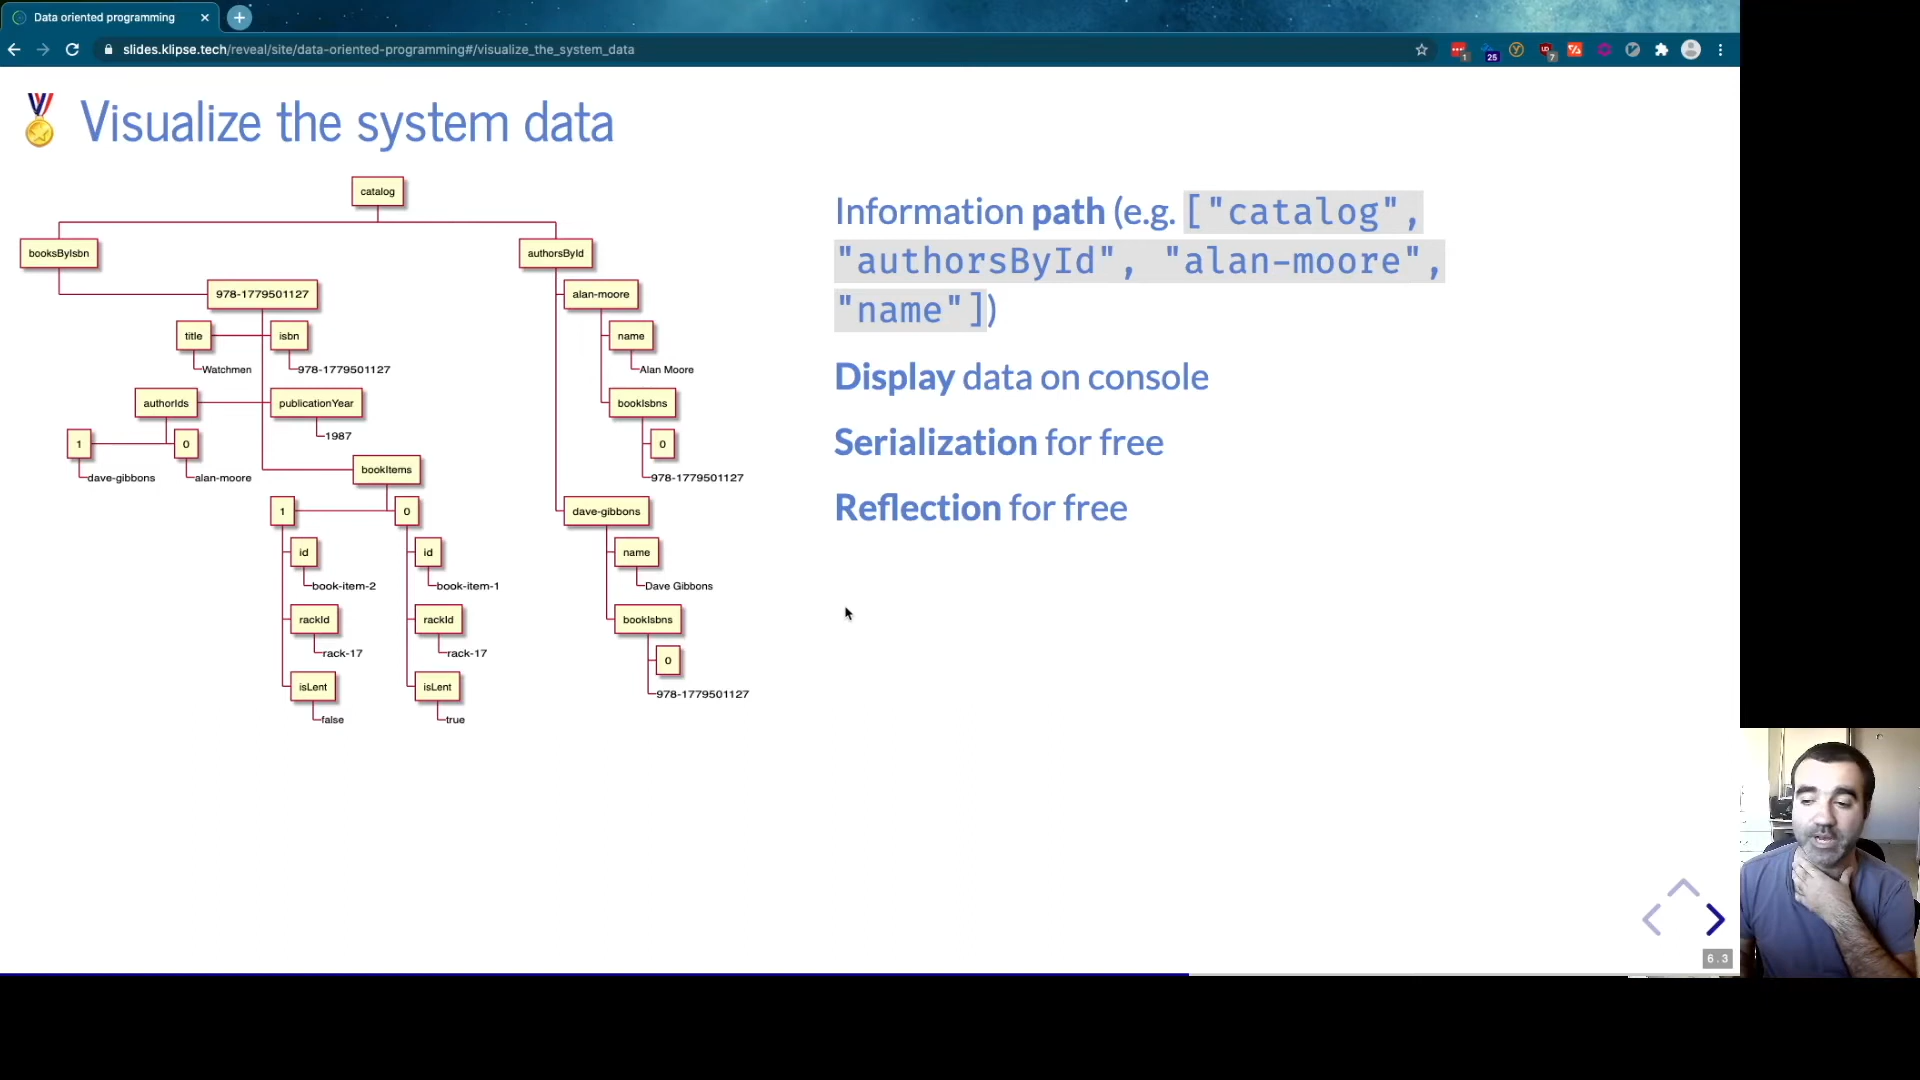 Data oriented programming
slides.klipse.tech/reveal/site/data-oriented-programming#/visualize_the_system_data
1
25
7
Visualize the system data
catalog
booksByIsbn
authorsById
978-1779501127
alan-moore
title
isbn
name
Watchmen
978-1779501127
Alan Moore
authorIds
publicationYear
bookIsbns
1987
1
0
0
dave-gibbons
alan-moore
bookItems
978-1779501127
1
0
dave-gibbons
id
id
name
book-item-2
book-item-1
Dave Gibbons
rackId
rackId
bookIsbns
rack-17
rack-17
0
isLent
isLent
978-1779501127
false
true
Information path (e.g. ["catalog",
"authorsById", "alan-moore",
"name"])
Display data on console
Serialization for free
Reflection for free
6.3